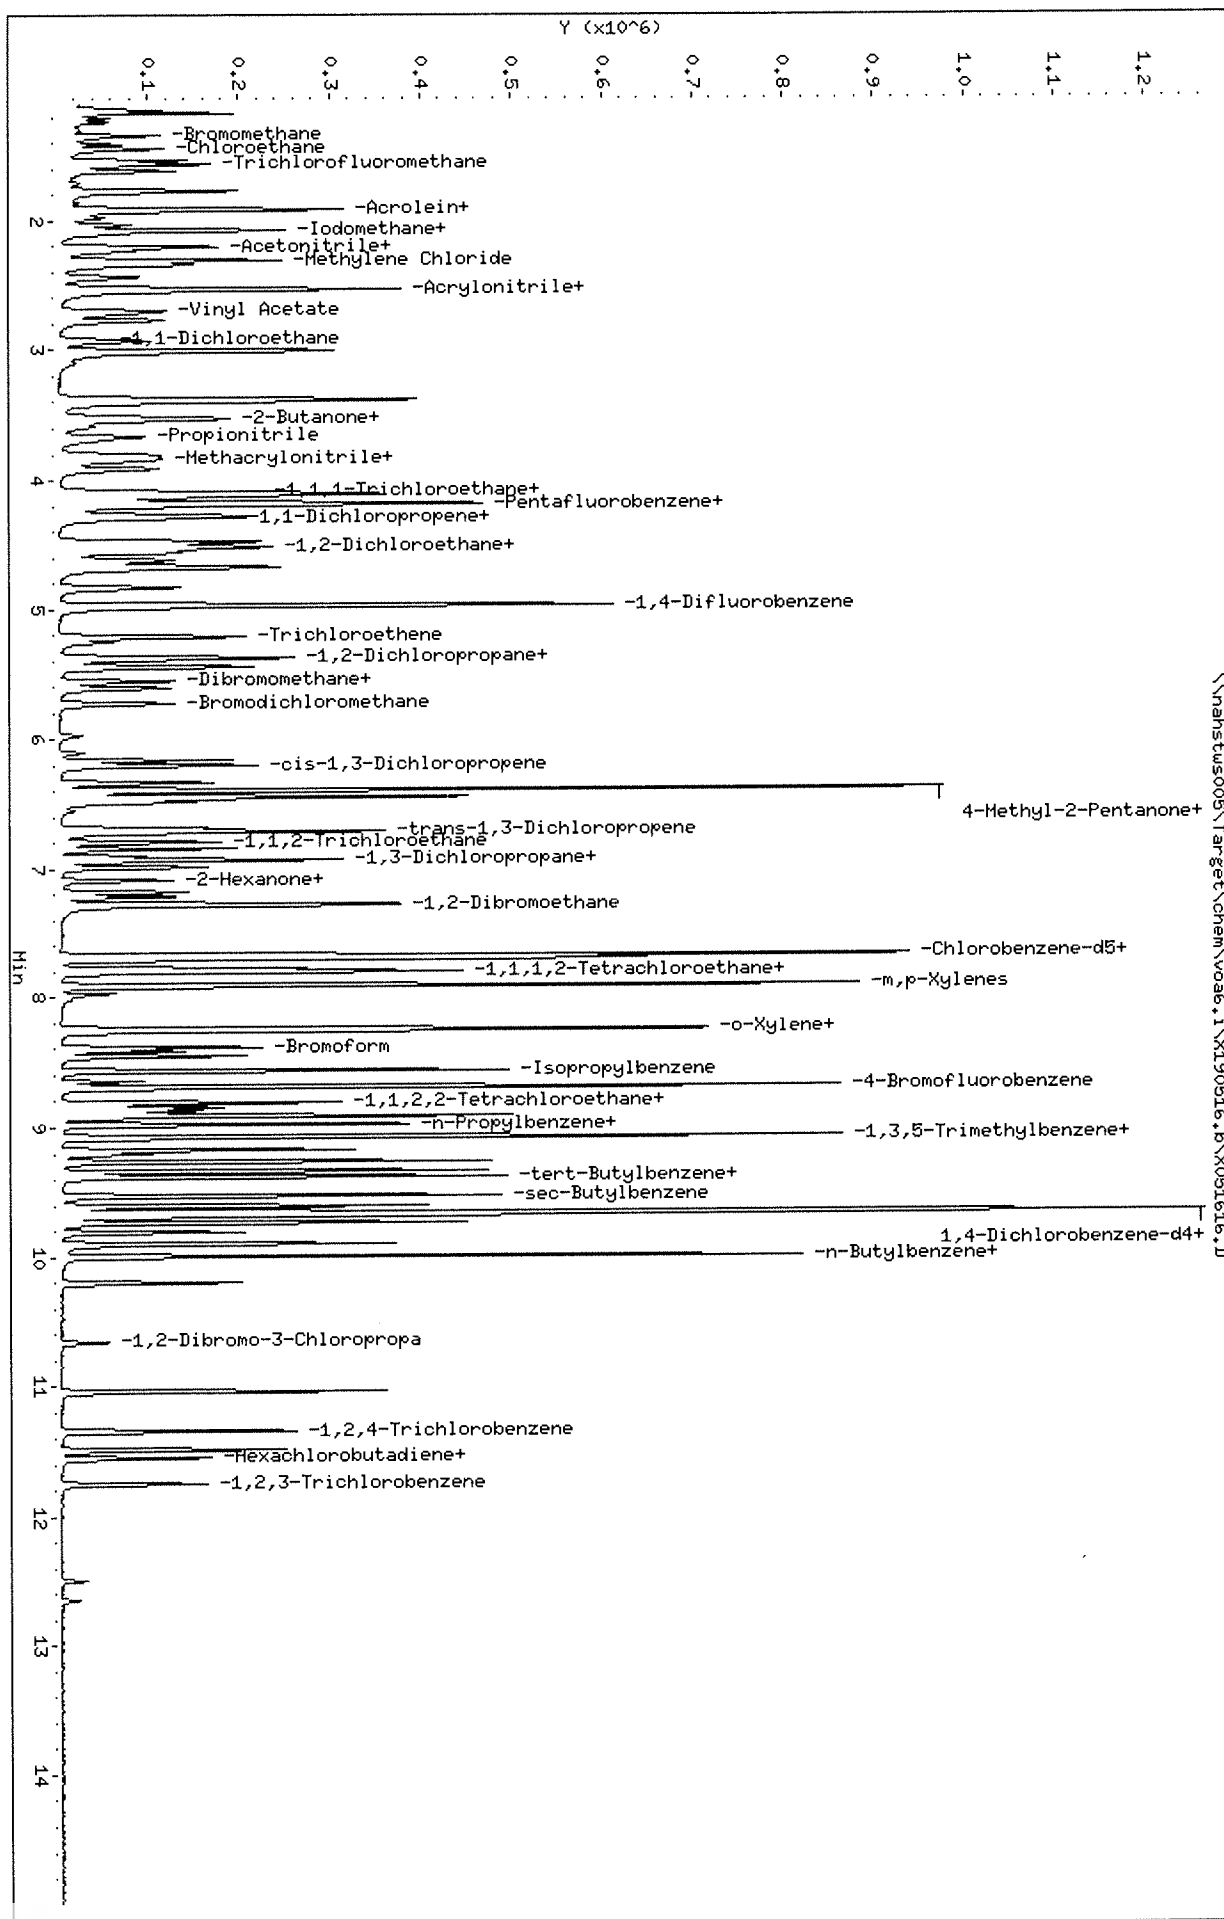 \\nahstws005\Target\chem\voa6.i\X190516.b\X051616.D
Y (x10^6)
0.1
0.2
0.3
0.4
0.5
0.6
0.7
0.8
0.9
1.0
1.1
1.2
-Bromomethane
-Chloroethane
-Trichlorofluoromethane
-Acrolein+
-Iodomethane+
-Acetonitrile+
-Methylene Chloride
-Acrylonitrile+
-Vinyl Acetate
-1,1-Dichloroethane
-2-Butanone+
-Propionitrile
-Methacrylonitrile+
-1,1,1-Trichloroethane+
-Pentafluorobenzene+
-1,1-Dichloropropene+
-1,2-Dichloroethane+
-1,4-Difluorobenzene
-Trichloroethene
-1,2-Dichloropropane+
-Dibromomethane+
-Bromodichloromethane
-cis-1,3-Dichloropropene
4-Methyl-2-Pentanone+
-trans-1,3-Dichloropropene
-1,1,2-Trichloroethane
-1,3-Dichloropropane+
-2-Hexanone+
-1,2-Dibromoethane
-Chlorobenzene-d5+
-1,1,1,2-Tetrachloroethane+
-m,p-Xylenes
-o-Xylene+
-Bromoform
-Isopropylbenzene
-4-Bromofluorobenzene
-1,1,2,2-Tetrachloroethane+
-n-Propylbenzene+
-1,3,5-Trimethylbenzene+
-tert-Butylbenzene+
-sec-Butylbenzene
1,4-Dichlorobenzene-d4+
-n-Butylbenzene+
-1,2-Dibromo-3-Chloropropa
-1,2,4-Trichlorobenzene
-Hexachlorobutadiene+
-1,2,3-Trichlorobenzene
2
3
4
5
6
7
8
9
10
11
12
13
14
Min